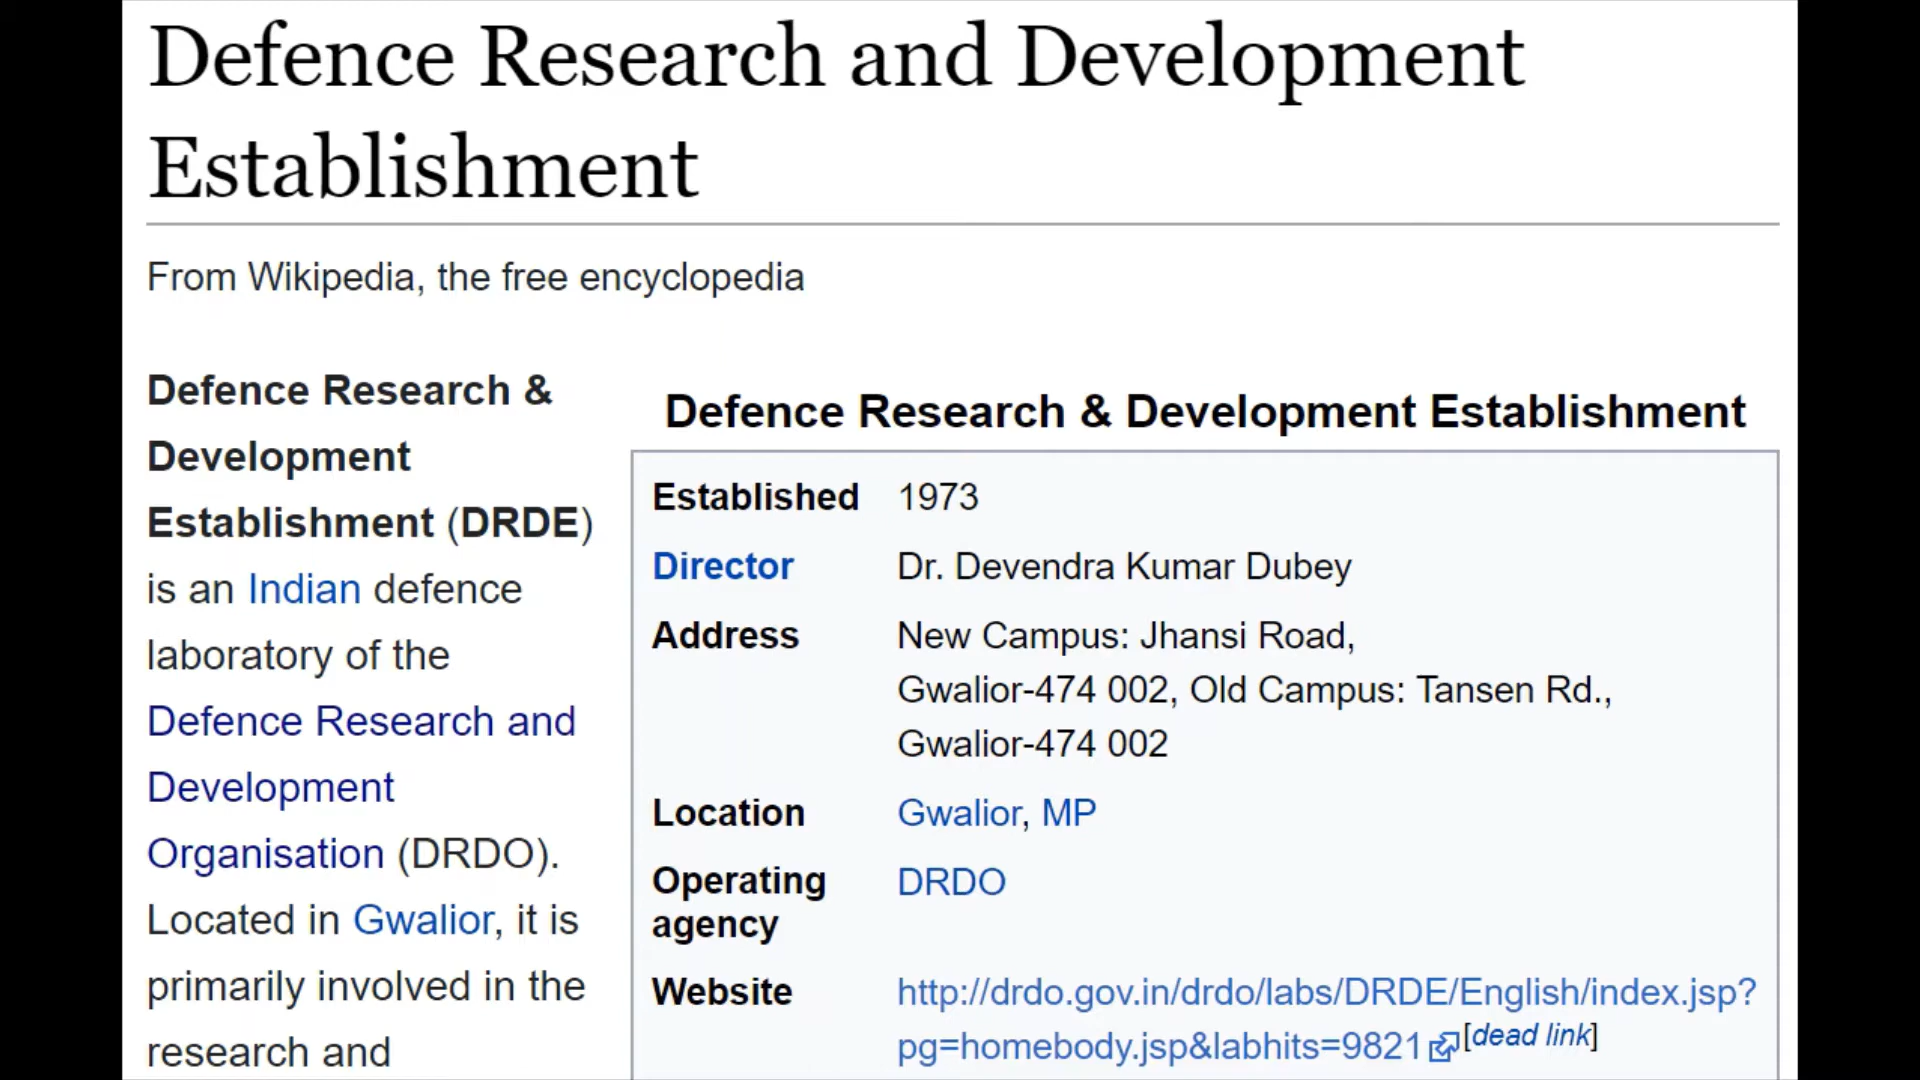 Defence Research and Development
Establishment
From Wikipedia, the free encyclopedia
Defence Research &
Development
Establishment (DRDE)
is an Indian defence
laboratory of the
Defence Research and
Development
Organisation (DRDO).
Located in Gwalior, it is
primarily involved in the
research and
Defence Research & Development Establishment
Established 1973
Director Dr. Devendra Kumar Dubey
Address New Campus: Jhansi Road,
Gwalior-474 002, Old Campus: Tansen Rd.,
Gwalior-474 002
Location Gwalior, MP
Operating DRDO
agency
Website http://drdo.gov.in/drdo/labs/DRDE/English/index.jsp?
pg=homebody.jsp&labhits=9821 [dead link]